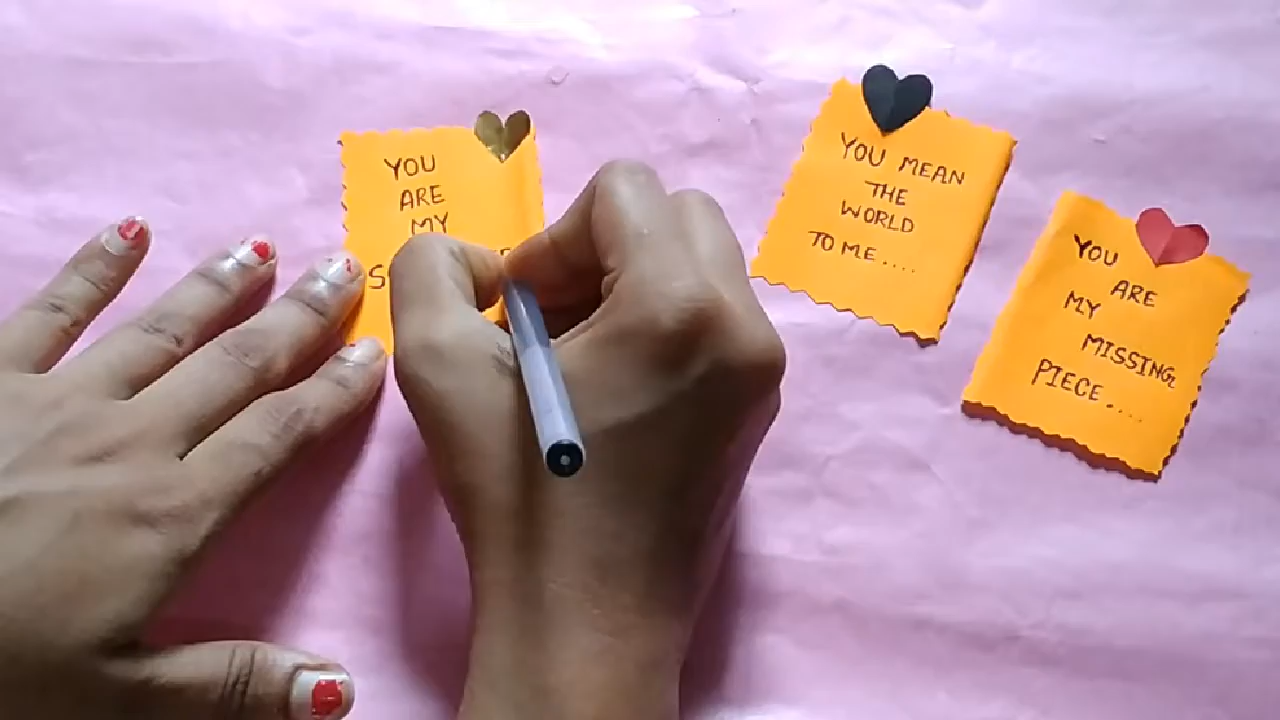 YOU
ARE
MY
YOU MEAN
THE
WORLD
TO ME....
YOU
ARE
MY
MISSING
PIECE....